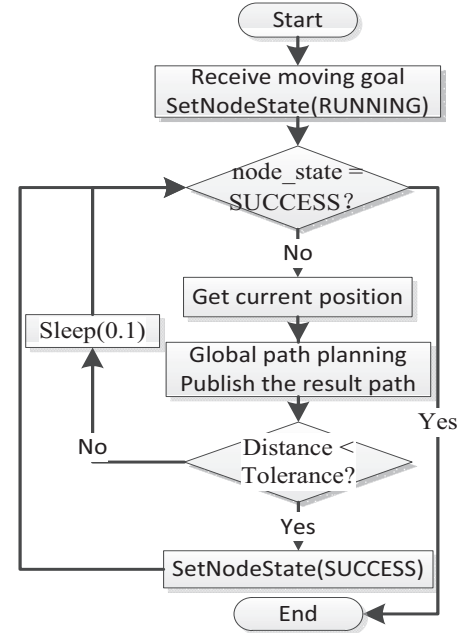 Start
Receive moving goal
SetNodeState(RUNNING)
node_state =
SUCCESS?
No
Get current position
Sleep(0.1)
Global path planning
Publish the result path
Yes
No
Distance <
Tolerance?
Yes
SetNodeState(SUCCESS)
End